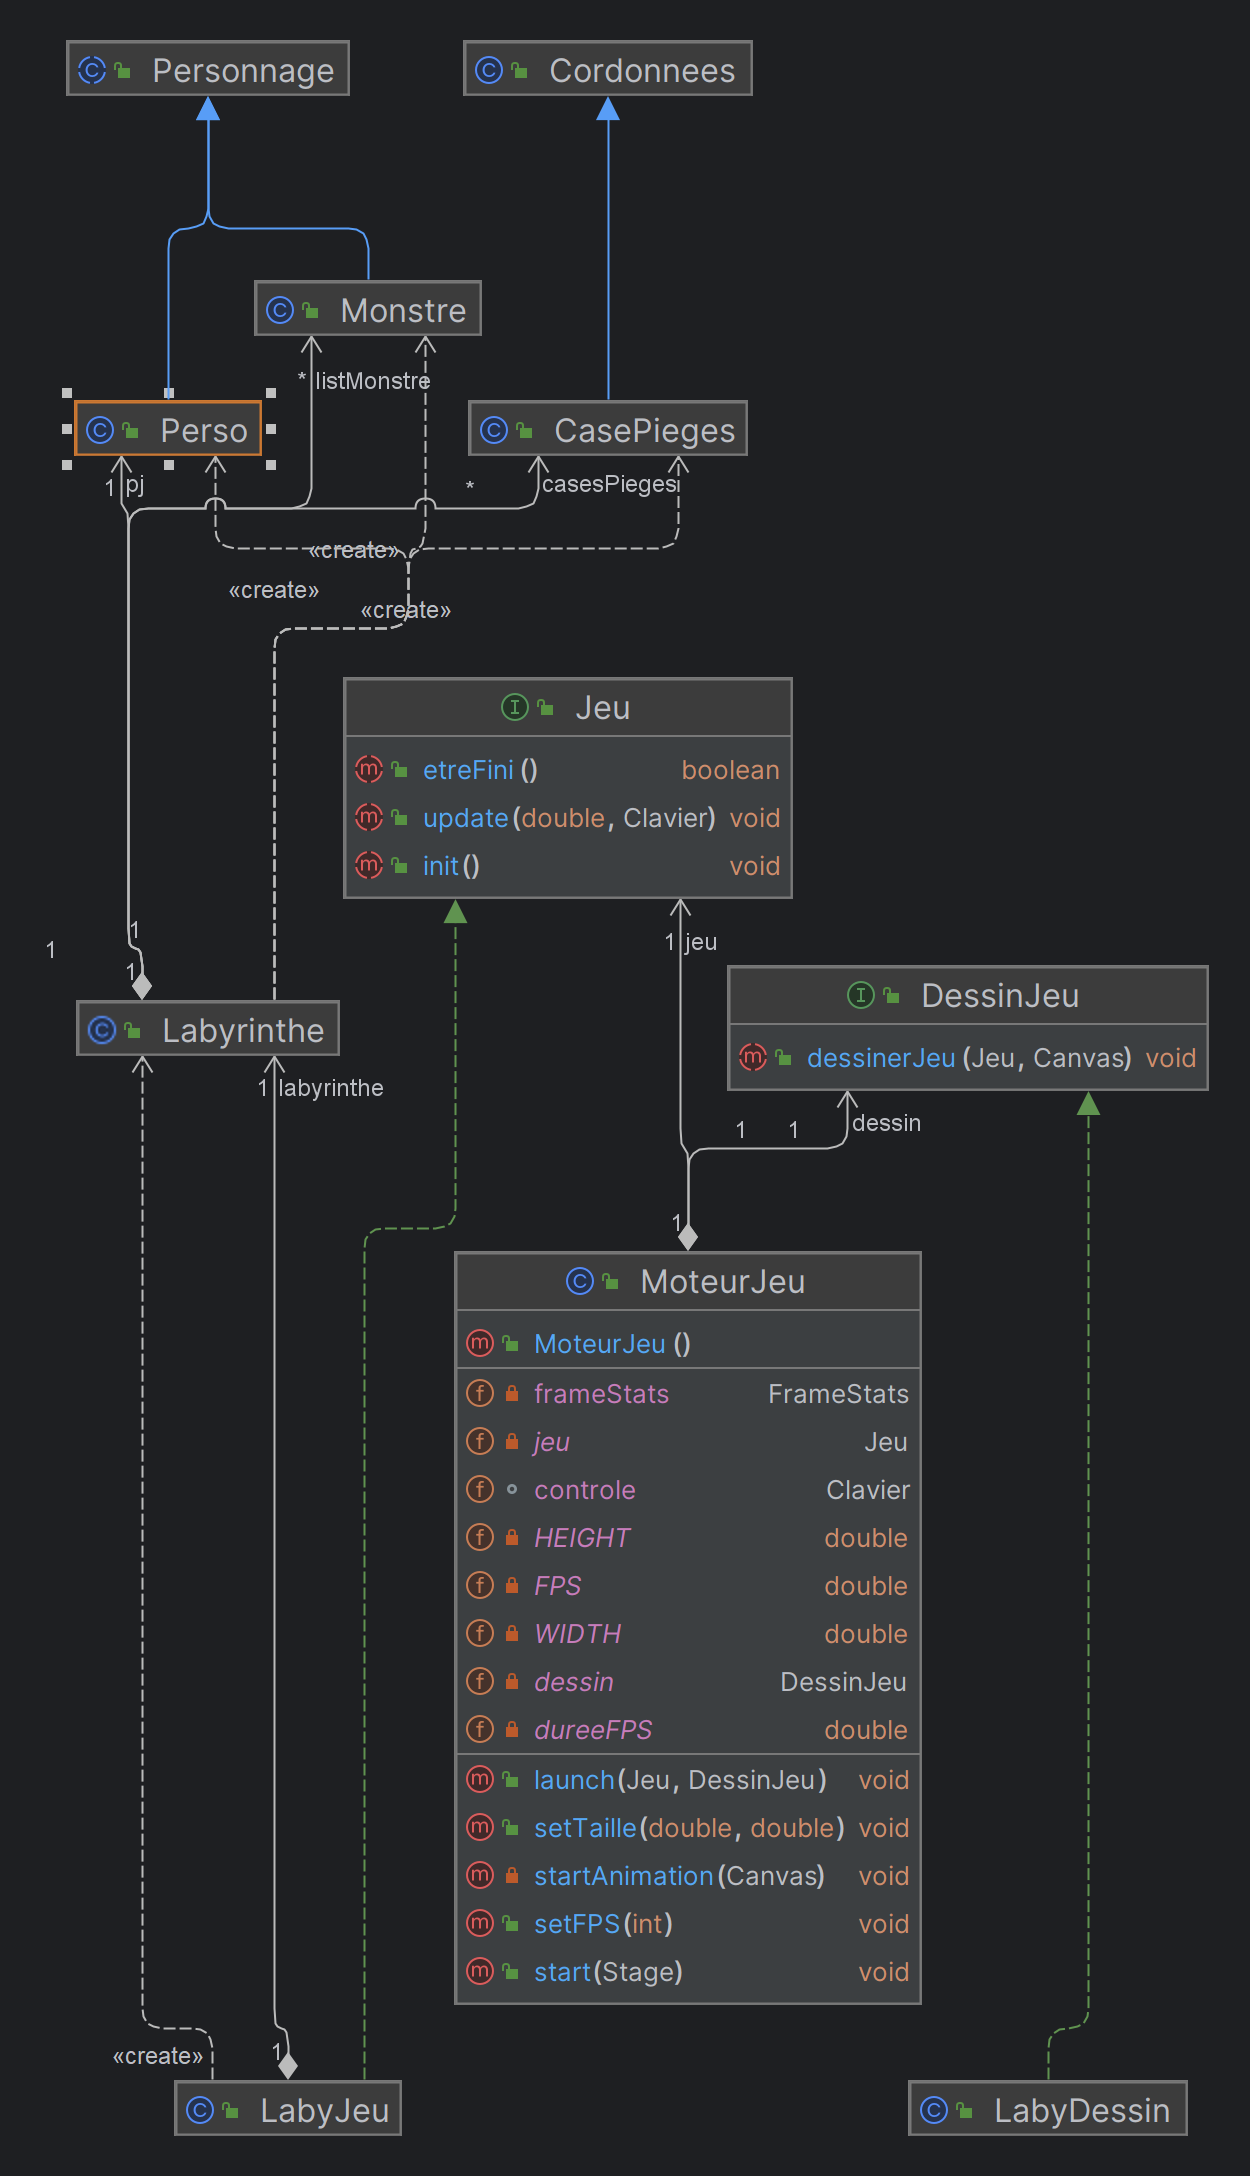 Personnage
Cordonnees
Monstre
* listMonstre
Perso
CasePieges
1 pj
* casesPieges
«create»
«create»
«create»
Jeu
etreFini () boolean
update(double, Clavier) void
init() void
1 jeu
1
1
1
DessinJeu
dessinerJeu (Jeu, Canvas) void
Labyrinthe
1 labyrinthe
1 1 dessin
1
MoteurJeu
MoteurJeu ()
frameStats FrameStats
jeu Jeu
controle Clavier
HEIGHT double
FPS double
WIDTH double
dessin DessinJeu
dureeFPS double
launch(Jeu, DessinJeu) void
setTaille(double, double) void
startAnimation(Canvas) void
setFPS(int) void
start(Stage) void
«create» 1
LabyJeu
LabyDessin